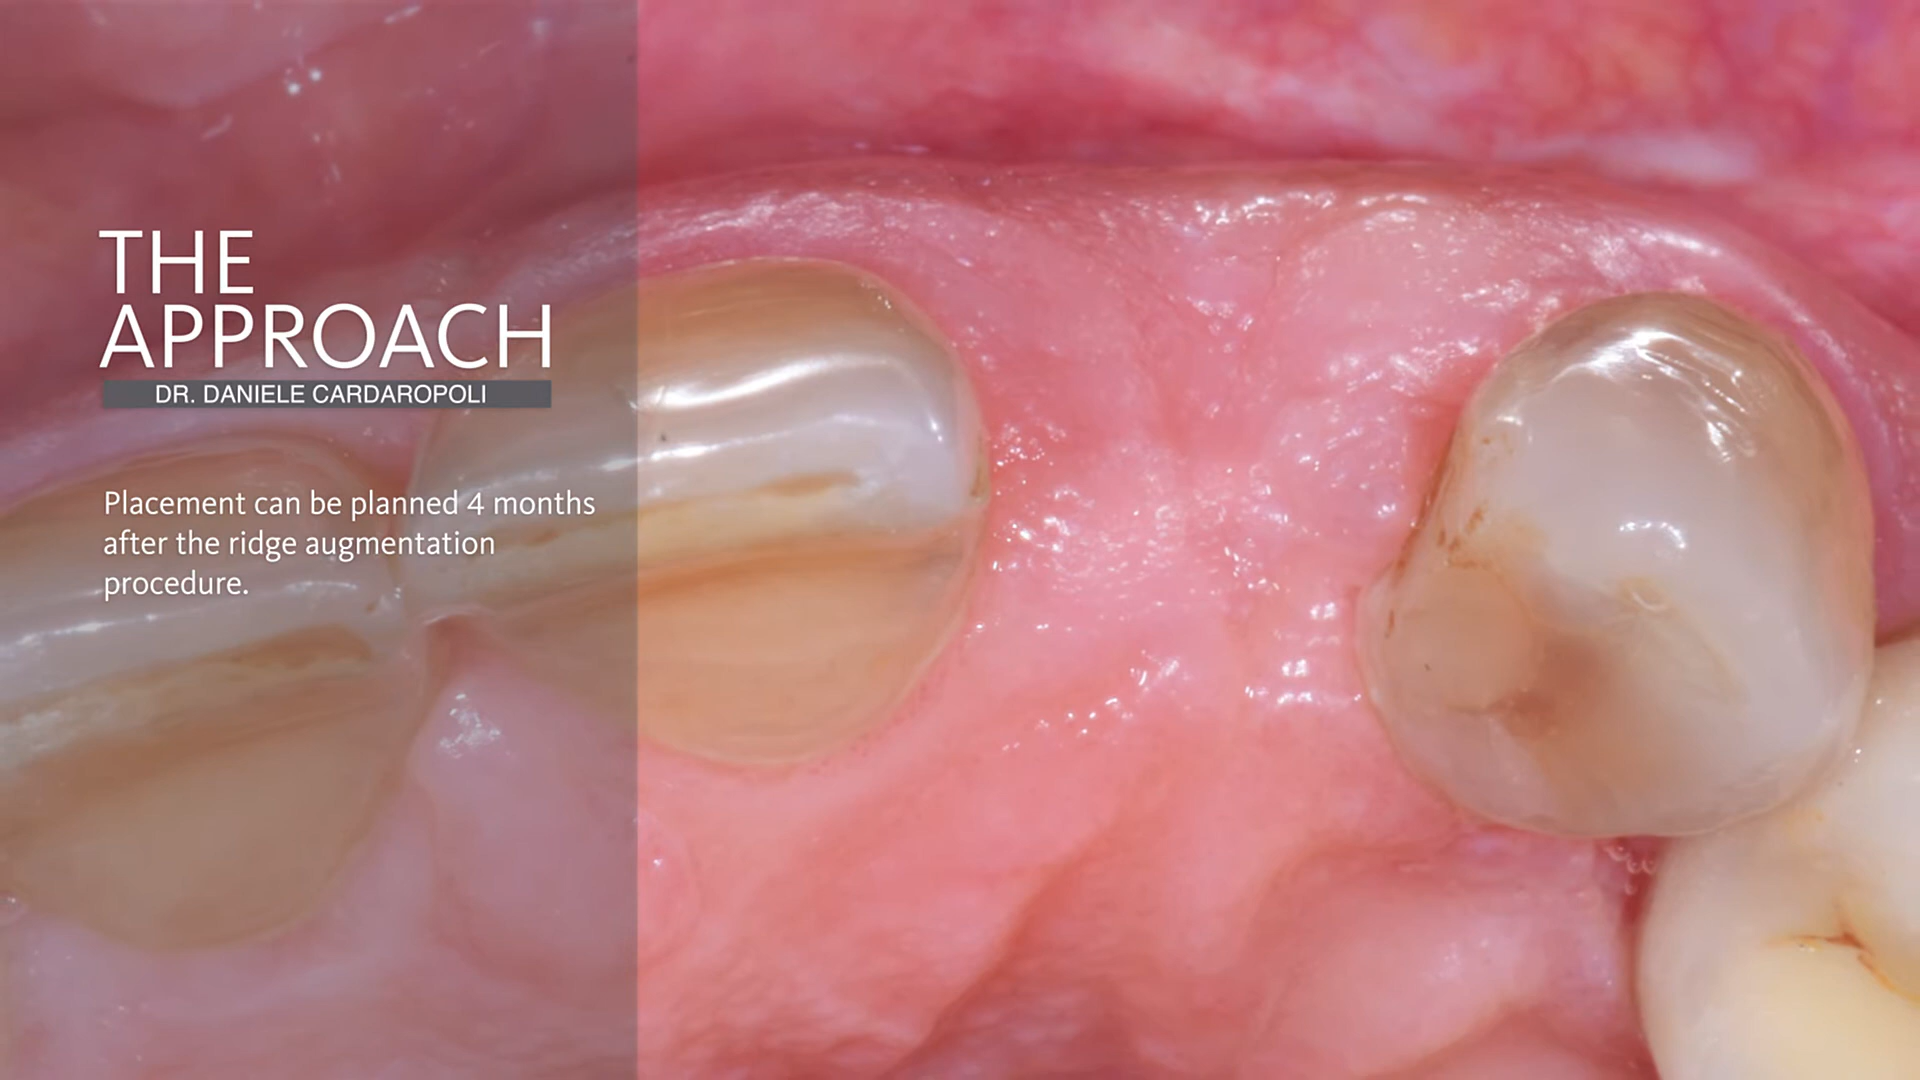 THE
APPROACH
DR. DANIELE CARDAROPOLI
Placement can be planned 4 months
after the ridge augmentation
procedure.